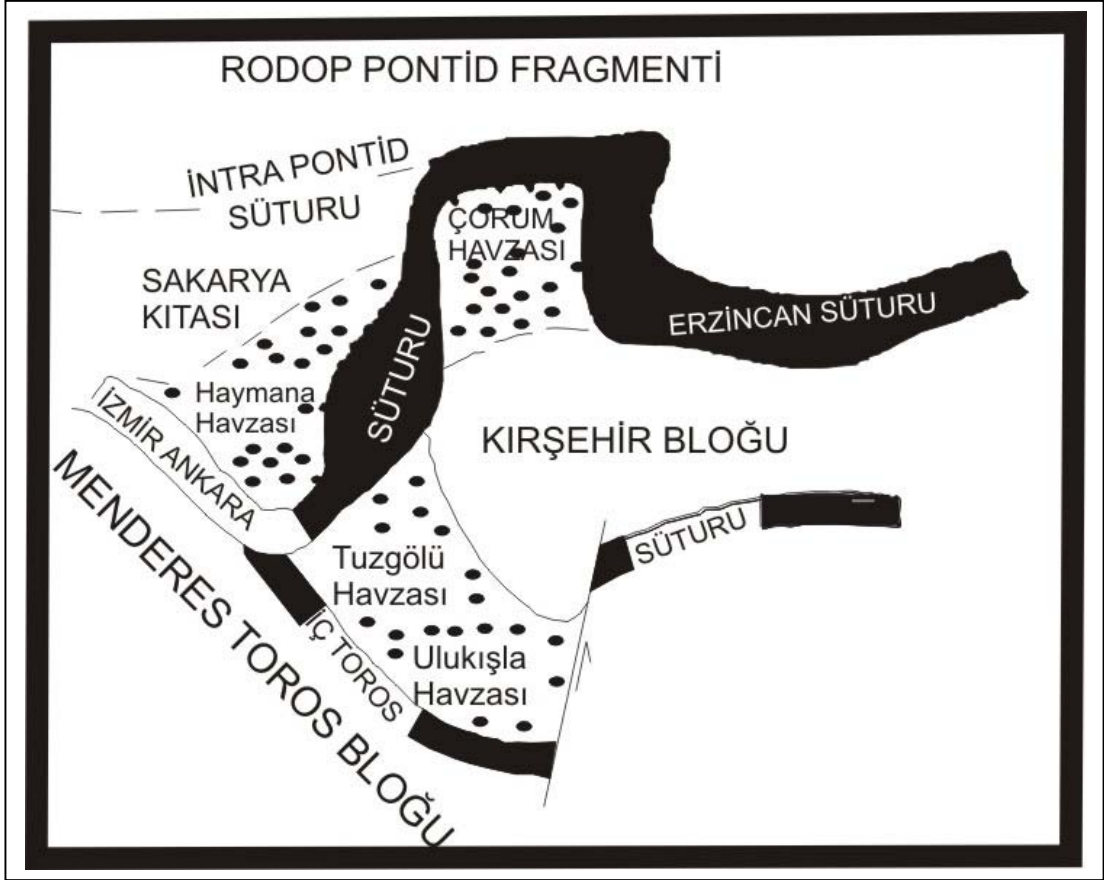 RODOP PONTİD FRAGMENTİ
İNTRA PONTİD
SÜTURU
ÇORUM
HAVZASI
SAKARYA
KITASI
ERZİNCAN SÜTURU
SÜTURU
Haymana
Havzası
İZMİR ANKARA
KIRŞEHİR BLOĞU
MENDERES TOROS BLOĞU
SÜTURU
Tuzgölü
Havzası
İÇ TOROS
Ulukışla
Havzası